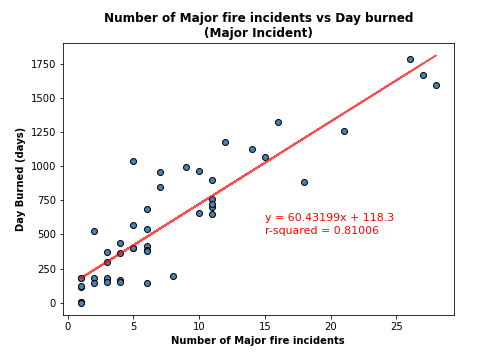 Number of Major fire incidents vs Day burned
(Major Incident)
Day Burned (days)
1750
1500
1250
1000
750
500
250
0
y = 60.43199x + 118.3
r-squared = 0.81006
0 5 10 15 20 25
Number of Major fire incidents